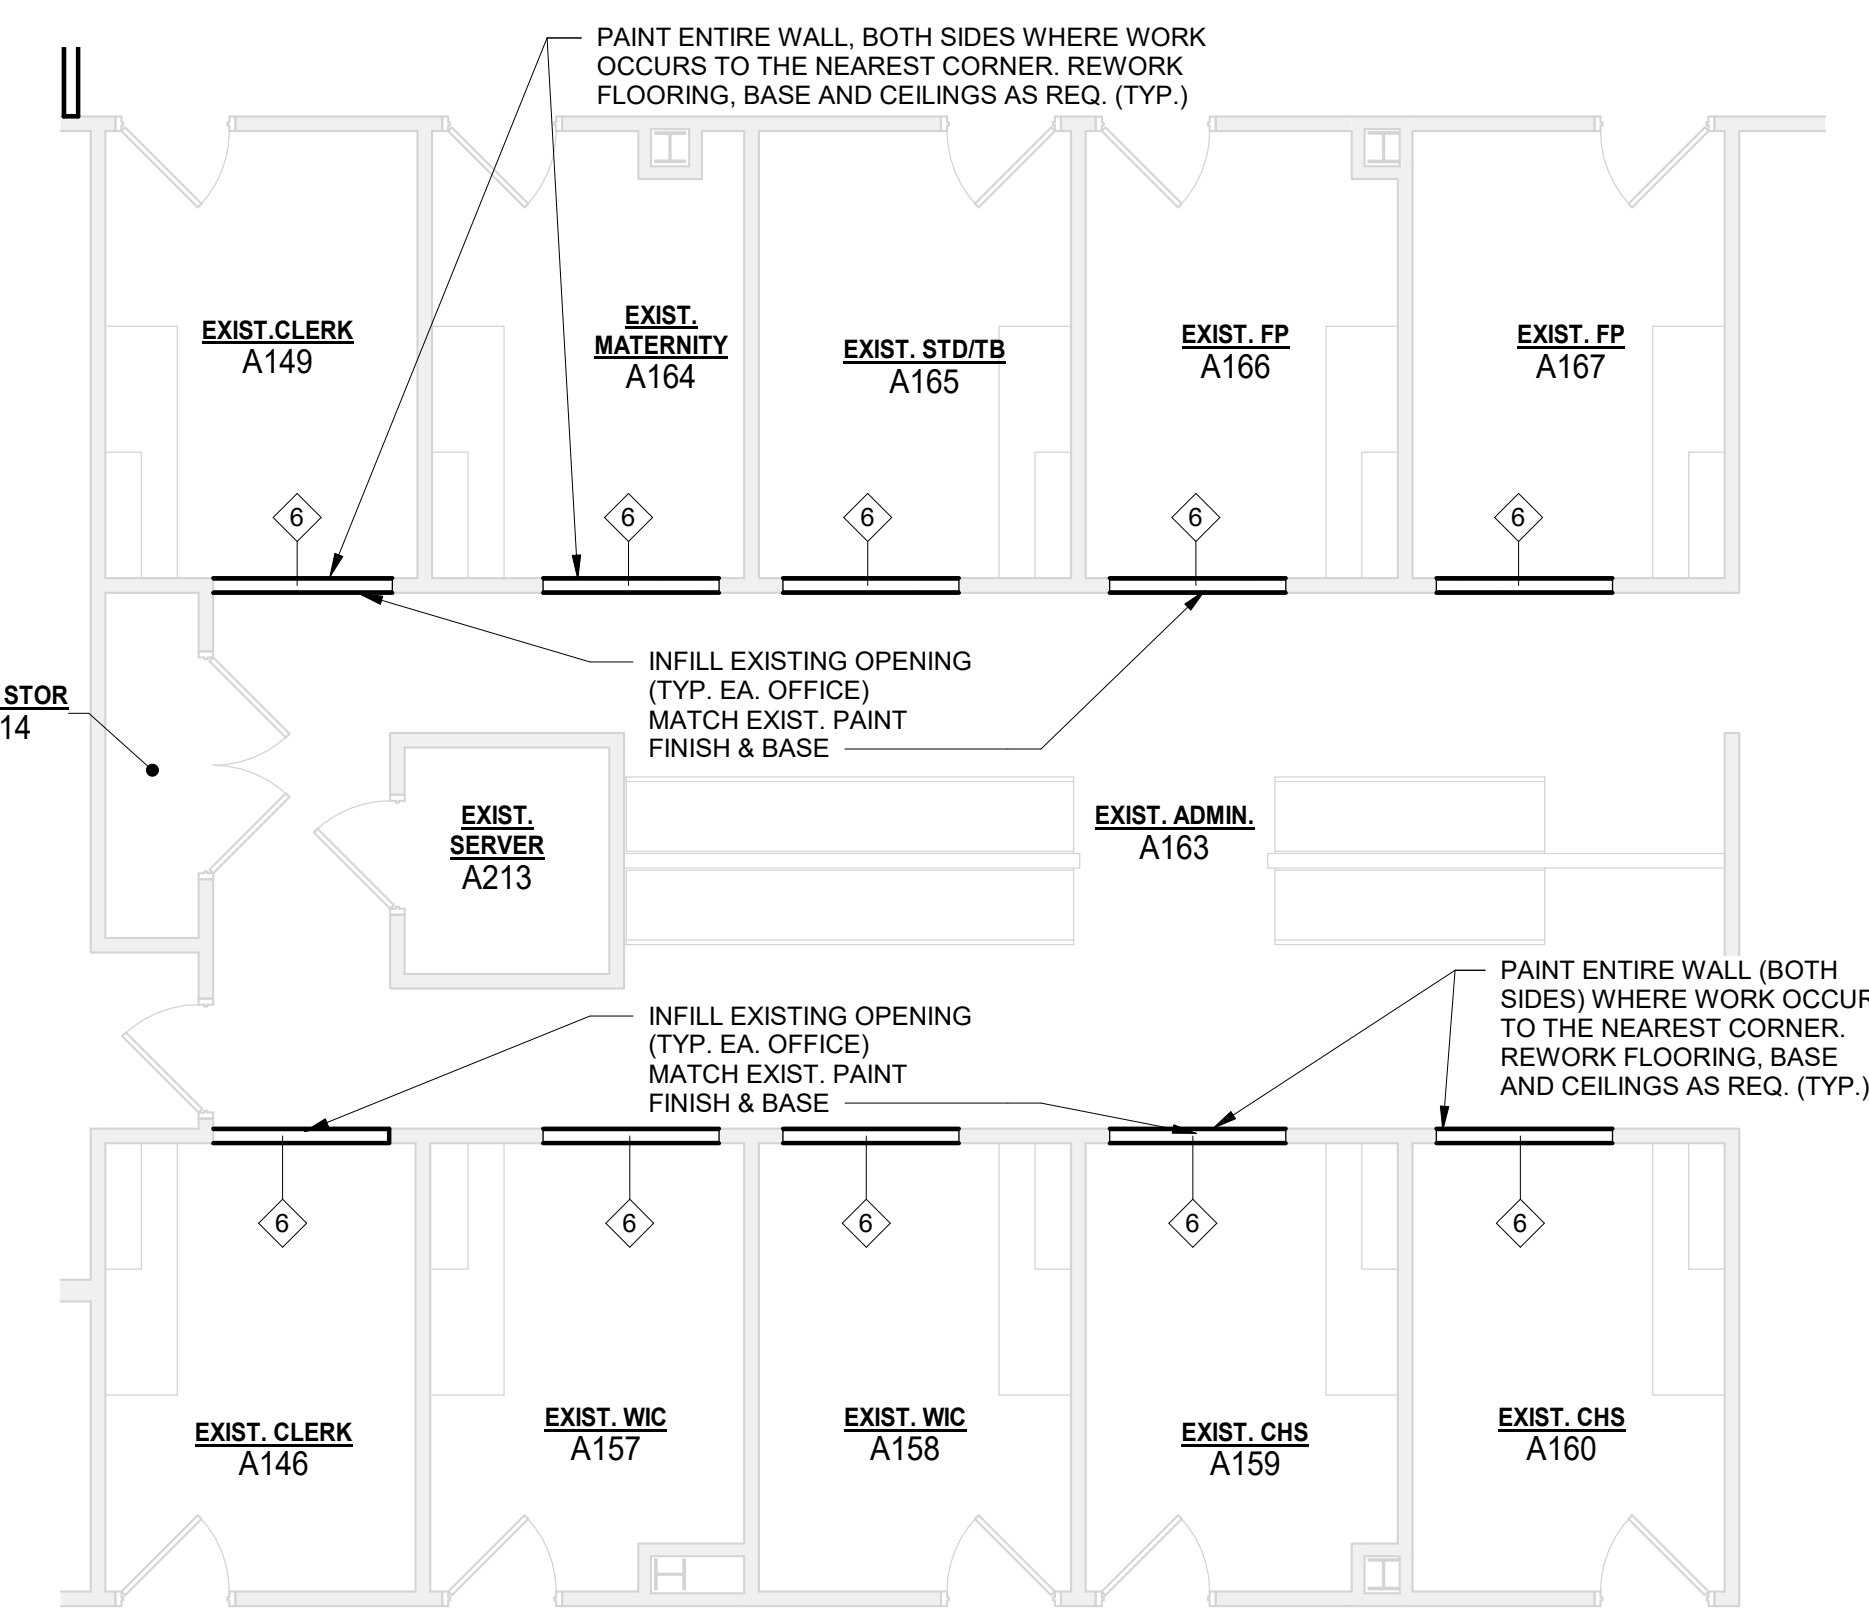 PAINT ENTIRE WALL, BOTH SIDES WHERE WORK
OCCURS TO THE NEAREST CORNER. REWORK
FLOORING, BASE AND CEILINGS AS REQ. (TYP.)
EXIST.CLERK
A149
EXIST.
MATERNITY
A164
EXIST. STD/TB
A165
EXIST. FP
A166
EXIST. FP
A167
6
6
6
6
6
INFILL EXISTING OPENING
(TYP. EA. OFFICE)
MATCH EXIST. PAINT
FINISH & BASE
STOR
14
EXIST.
SERVER
A213
EXIST. ADMIN.
A163
PAINT ENTIRE WALL (BOTH
SIDES) WHERE WORK OCCUR
TO THE NEAREST CORNER.
REWORK FLOORING, BASE
AND CEILINGS AS REQ. (TYP.)
INFILL EXISTING OPENING
(TYP. EA. OFFICE)
MATCH EXIST. PAINT
FINISH & BASE
6
6
6
6
6
EXIST. CLERK
A146
EXIST. WIC
A157
EXIST. WIC
A158
EXIST. CHS
A159
EXIST. CHS
A160